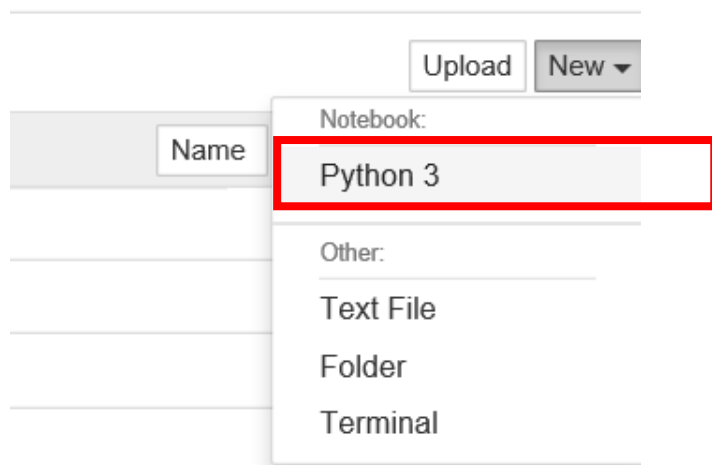 Upload New
Notebook:
Name
Python 3
Other:
Text File
Folder
Terminal